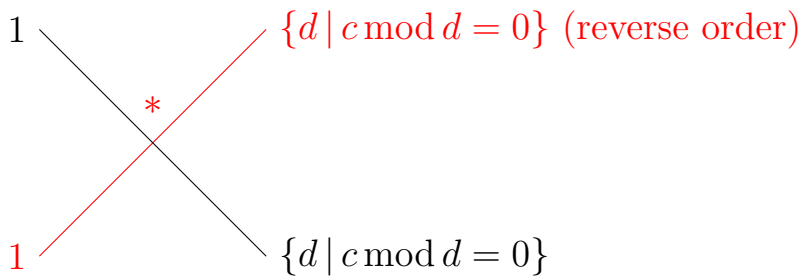 1 {d | c mod d = 0} (reverse order)
*
1 {d | c mod d = 0}